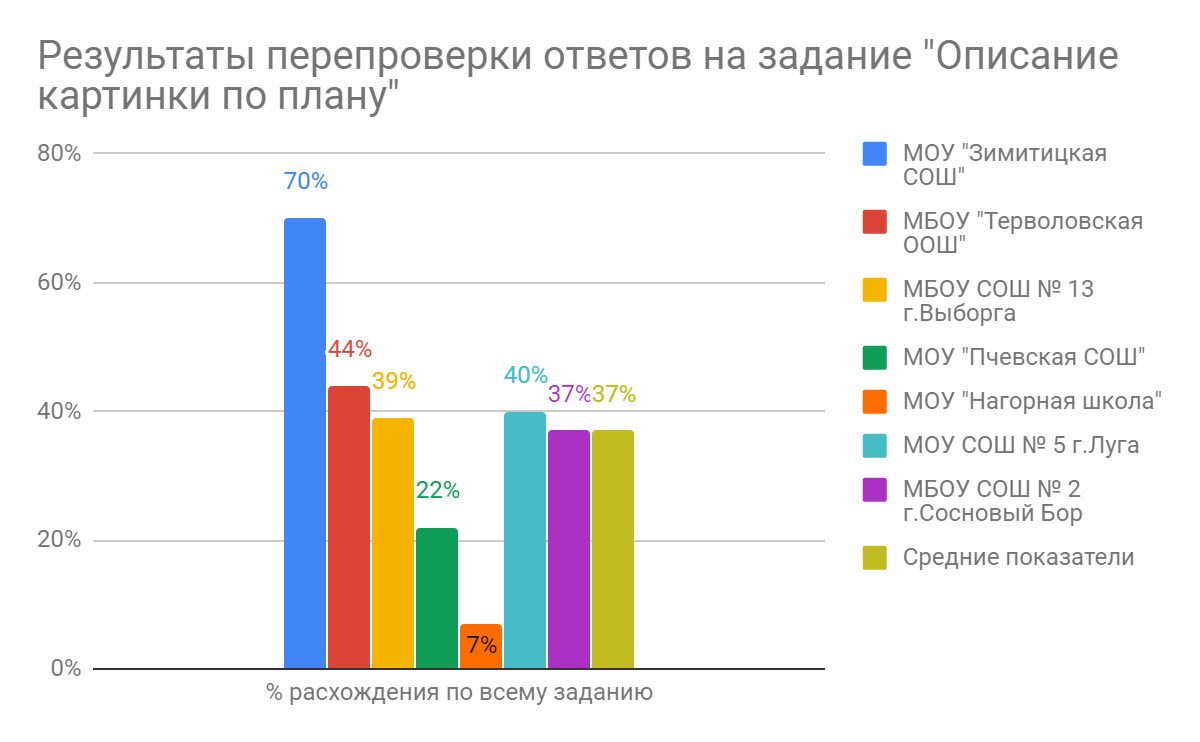 Результаты перепроверки ответов на задание "Описание
картинки по плану"
80%
60%
40%
20%
0%
70%
44%
39%
22%
7%
40%
37%
37%
% расхождения по всему заданию
МОУ "Зимитицкая
СОШ"
МБОУ "Терволовская
ООШ"
МБОУ СОШ № 13
г.Выборга
МОУ "Пчевская СОШ"
МОУ "Нагорная школа"
МОУ СОШ № 5 г.Луга
МБОУ СОШ № 2
г.Сосновый Бор
Средние показатели